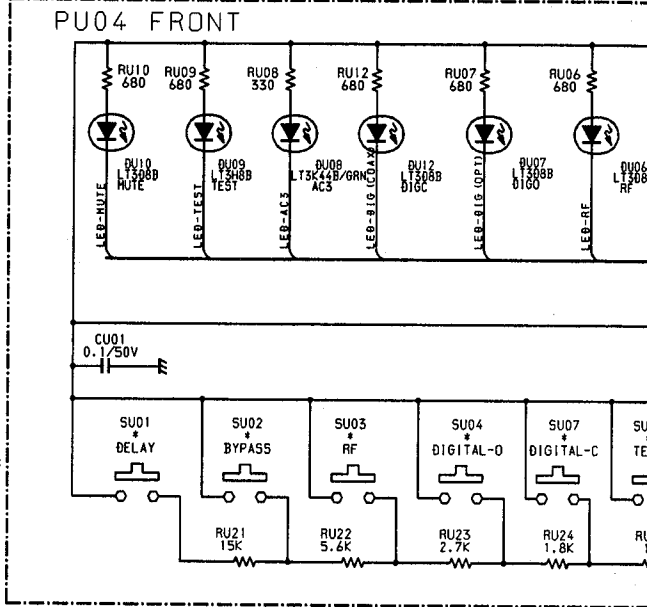 PU04 FRONT
RU10
680
RU09
680
RU08
330
RU12
680
RU07
680
RU06
680
DU10
LT308B
MUTE
DU09
LT3H8B
TEST
DU08
LT3K44B/GRN
AC3
DU12
LT308B
DIGC
DU07
LT308B
DIGO
DU06
LT308
RF
LED-MUTE
LED-TEST
LED-AC3
LED-DIG(COAX)
LED-DIG(OPT)
LED-RF
CU01
0.1/50V
SU01
*
DELAY
SU02
*
BYPASS
SU03
*
RF
SU04
*
DIGITAL-O
SU07
*
DIGITAL-C
SU
*
TE
RU21
15K
RU22
5.6K
RU23
2.7K
RU24
1.8K
RU